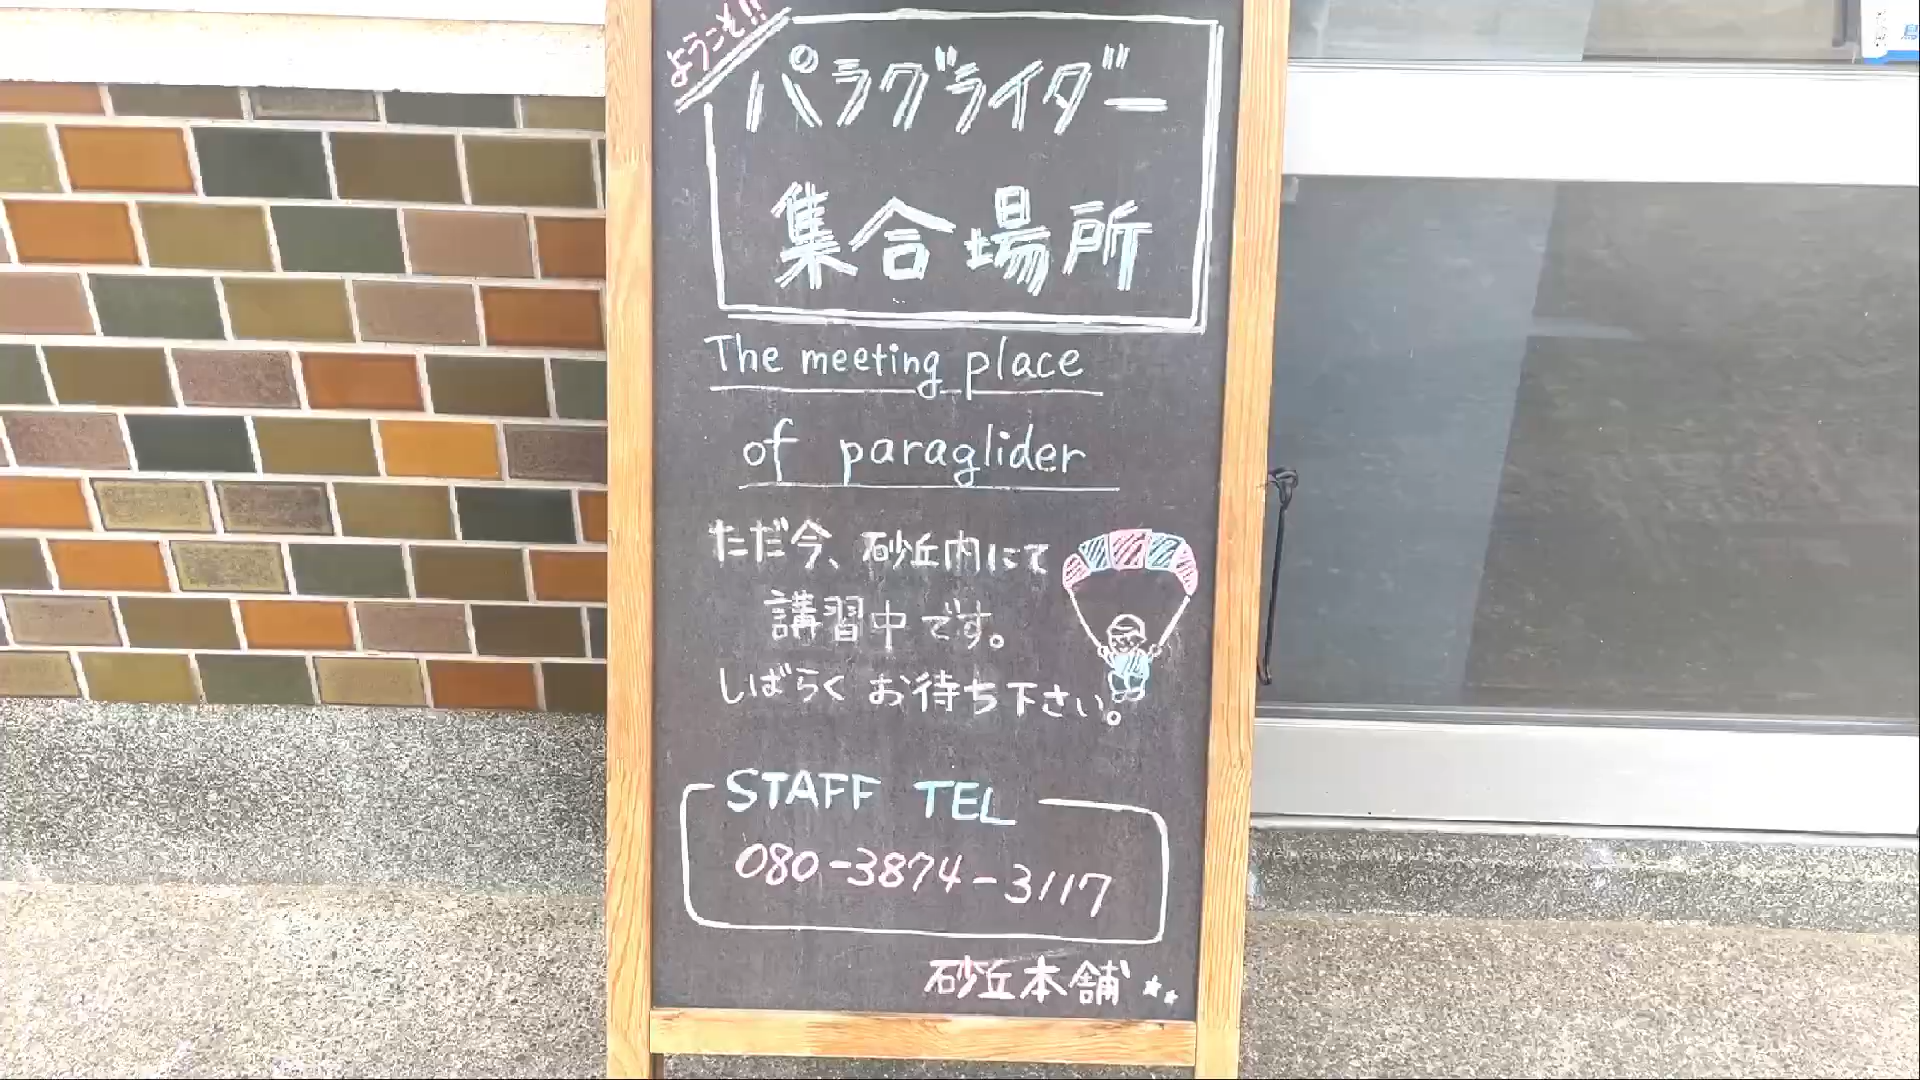 ようこそ!!
パラグライダー
集合場所
The meeting place
of paraglider
ただ今、砂丘内にて
講習中です。
しばらくお待ち下さい。
STAFF TEL
080-3874-3117
砂丘本舗